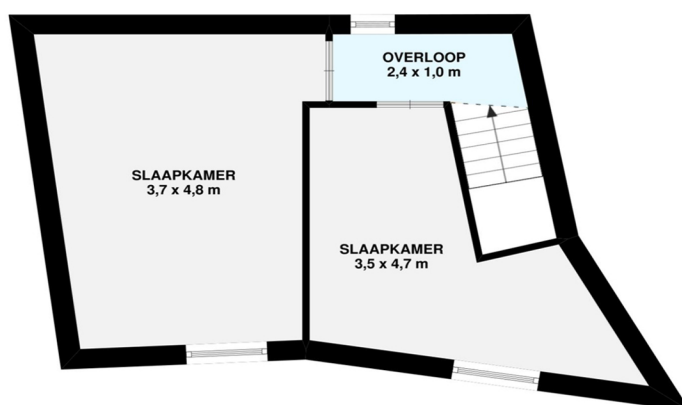 OVERLOOP
2,4 x 1,0 m
SLAAPKAMER
3,7 x 4,8 m
SLAAPKAMER
3,5 x 4,7 m